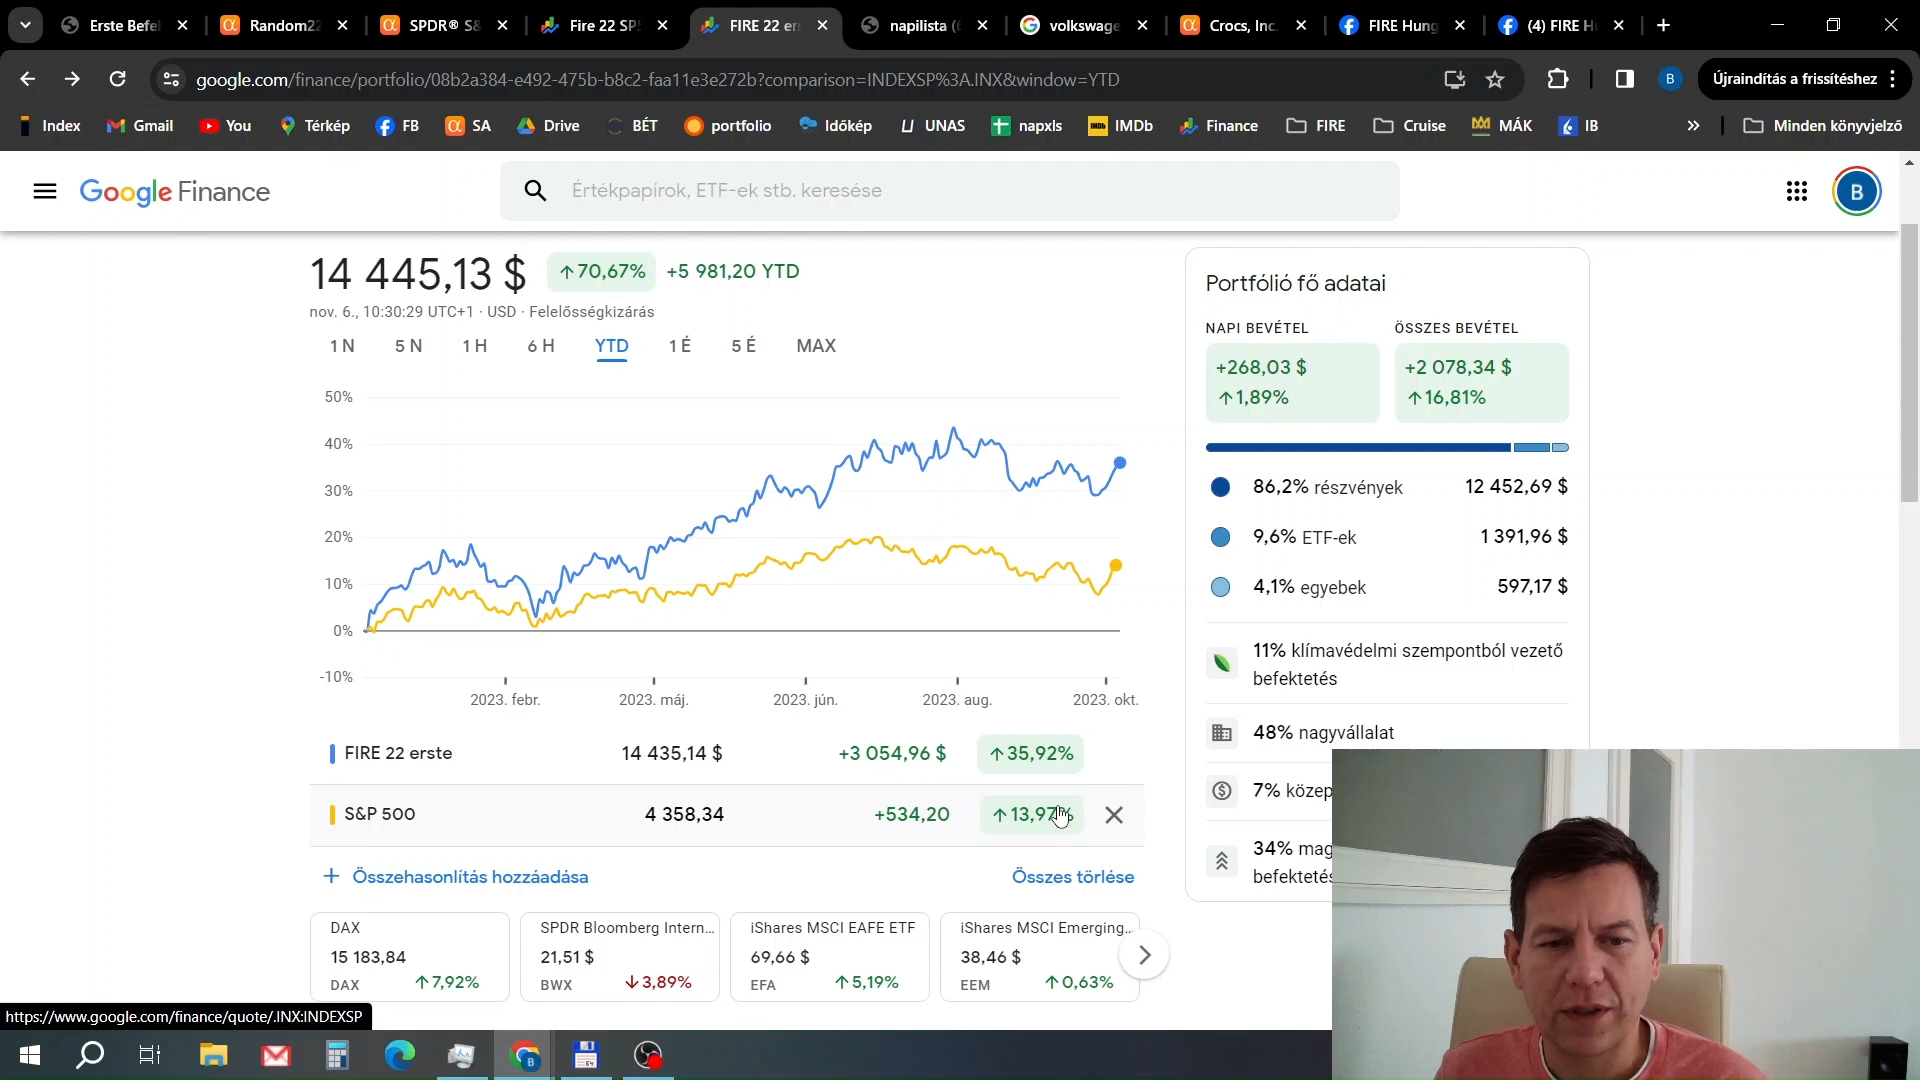 Erste Befe
Random22
SPDR® S&
Fire 22 SP
FIRE 22 er
napilista (
volkswage
Crocs, Inc.
FIRE Hung
(4) FIRE H
google.com/finance/portfolio/08b2a384-e492-475b-b8c2-faa11e3e272b?comparison=INDEXSP%3A.INX&window=YTD
B
Újraindítás a frissítéshez
Index
Gmail
You
Térkép
FB
SA
Drive
BÉT
portfolio
Időkép
UNAS
napxls
IMDb
Finance
FIRE
Cruise
MÁK
IB
Minden könyvjelző
Google Finance
Értékpapírok, ETF-ek stb. keresése
B
14 445,13 $ 70,67% +5 981,20 YTD
nov. 6., 10:30:29 UTC+1 · USD · Felelősségkizárás
1 N 5 N 1 H 6 H YTD 1 É 5 É MAX
50%
40%
30%
20%
10%
0%
-10%
2023. febr. 2023. máj. 2023. jún. 2023. aug. 2023. okt.
FIRE 22 erste 14 435,14 $ +3 054,96 $ 35,92%
S&P 500 4 358,34 +534,20 13,97%
Összehasonlítás hozzáadása
Összes törlése
DAX
15 183,84
DAX 7,92%
SPDR Bloomberg Intern...
21,51 $
BWX 3,89%
iShares MSCI EAFE ETF
69,66 $
EFA 5,19%
iShares MSCI Emerging...
38,46 $
EEM 0,63%
Portfólió fő adatai
NAPI BEVÉTEL
+268,03 $
1,89%
ÖSSZES BEVÉTEL
+2 078,34 $
16,81%
86,2% részvények 12 452,69 $
9,6% ETF-ek 1 391,96 $
4,1% egyebek 597,17 $
11% klímavédelmi szempontból vezető
befektetés
48% nagyvállalat
7% közep
34% mag
befektetés
https://www.google.com/finance/quote/.INX:INDEXSP